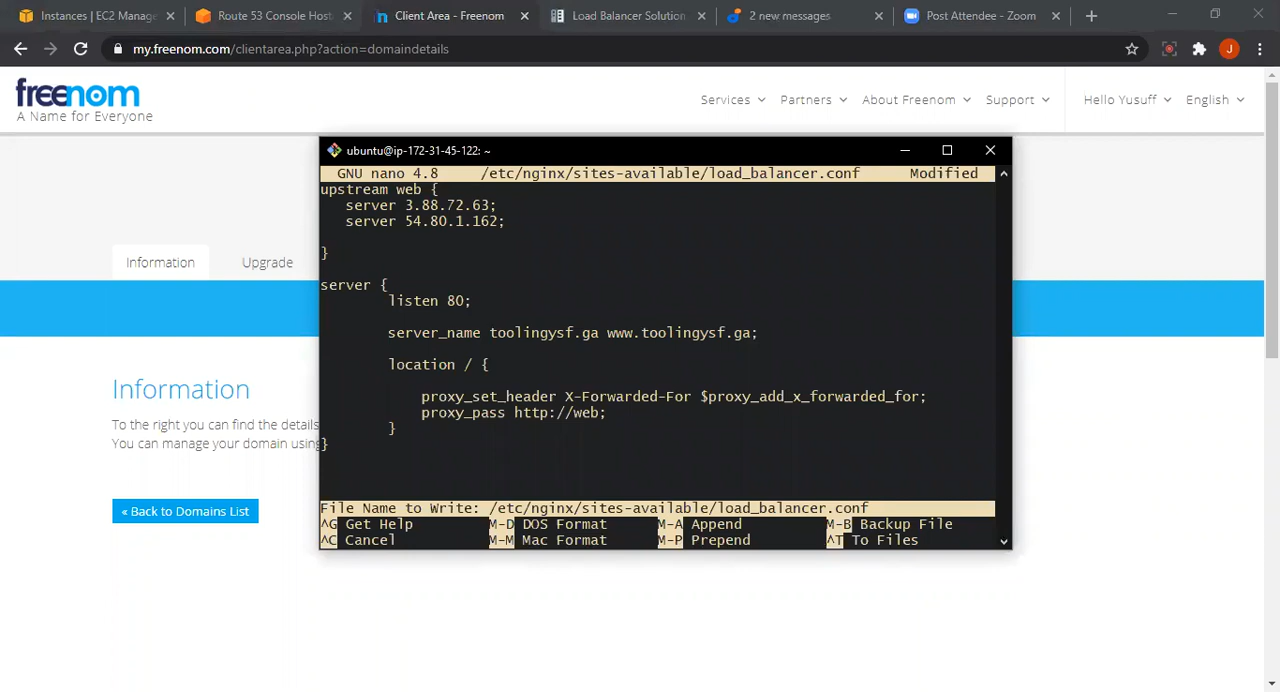 Instances | EC2 Manage
Route 53 Console Host
Client Area - Freenom
Load Balancer Solution
2 new messages
Post Attendee - Zoom
my.freenom.com/clientarea.php?action=domaindetails
J
freenom
A Name for Everyone
Services
Partners
About Freenom
Support
Hello Yusuff
English
ubuntu@ip-172-31-45-122: ~
GNU nano 4.8 /etc/nginx/sites-available/load_balancer.conf Modified
upstream web {
server 3.88.72.63;
server 54.80.1.162;
}
server {
listen 80;
server_name toolingysf.ga www.toolingysf.ga;
location / {
proxy_set_header X-Forwarded-For $proxy_add_x_forwarded_for;
proxy_pass http://web;
}
}
File Name to Write: /etc/nginx/sites-available/load_balancer.conf
^G Get Help M-D DOS Format M-A Append M-B Backup File
^C Cancel M-M Mac Format M-P Prepend ^T To Files
Information
Upgrade
Information
To the right you can find the details
You can manage your domain using
« Back to Domains List